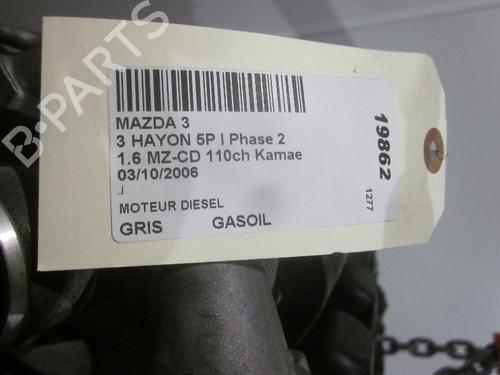 B-PARTS
MAZDA 3
3 HAYON 5P I Phase 2
1.6 MZ-CD 110ch Kamae
03/10/2006
J
MOTEUR DIESEL
GRIS GASOIL
19862
1277